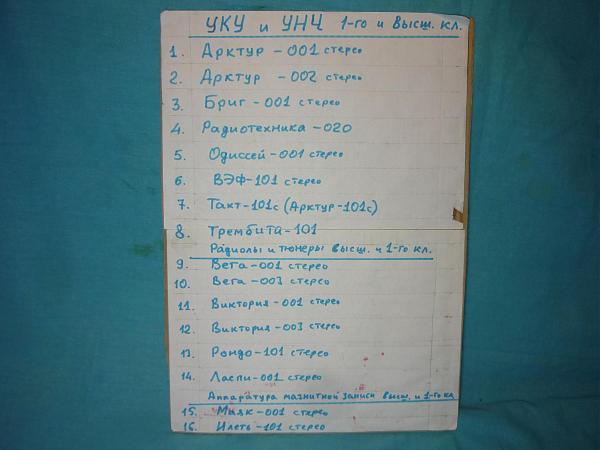 УКУ и УНЧ 1-го и высш. кл.
1. Арктур - 001 стерео
2. Арктур - 002 стерео
3. Бриг - 001 стерео
4. Радиотехника - 020
5. Одиссей - 001 стерео
6. ВЭФ - 101 стерео
7. Такт - 101с (Арктур - 101с)
8. Трембита - 101
Радиолы и тюнеры высш. и 1-го кл.
9. Вега - 001 стерео
10. Вега - 003 стерео
11. Виктория - 001 стерео
12. Виктория - 003 стерео
13. Рондо - 101 стерео
14. Ласпи - 001 стерео
Аппаратура магнитной записи высш. и 1-го кл
15. Маяк - 001 стерео
16. Илеть - 101 стерео